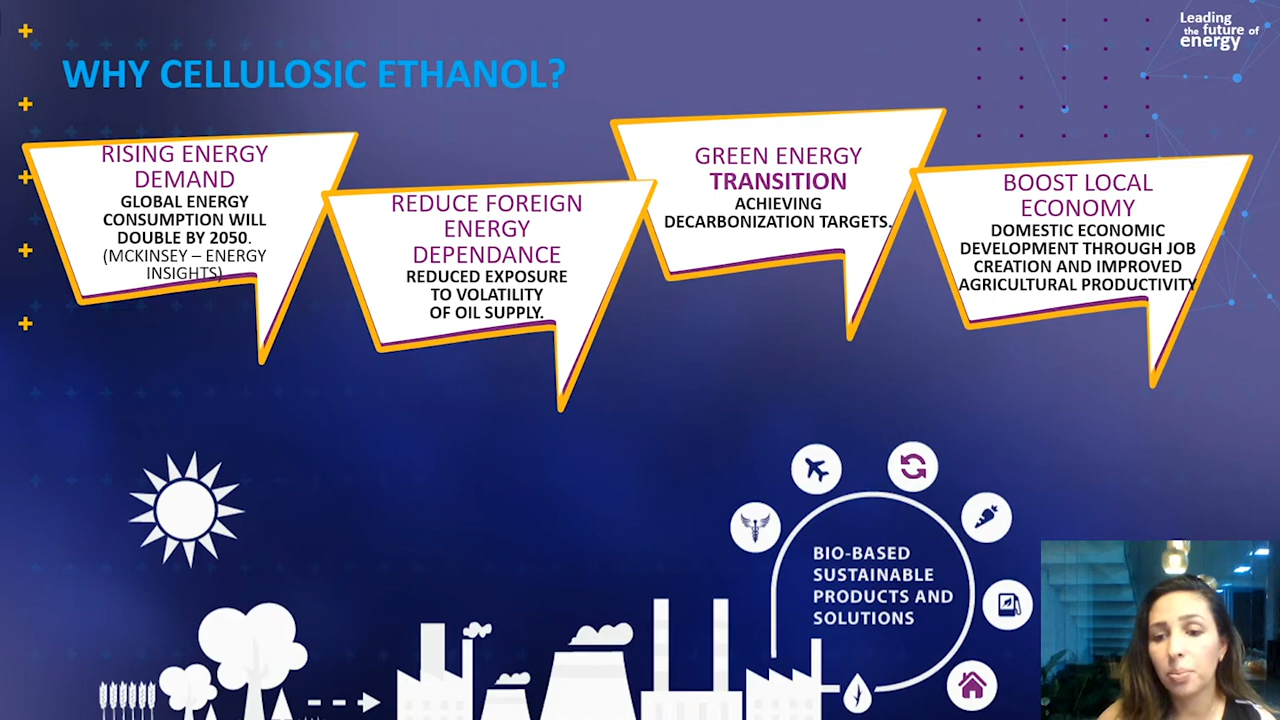 Leading
the future of
energy
WHY CELLULOSIC ETHANOL?
RISING ENERGY
DEMAND
GLOBAL ENERGY
CONSUMPTION WILL
DOUBLE BY 2050.
(MCKINSEY – ENERGY
INSIGHTS)
REDUCE FOREIGN
ENERGY
DEPENDANCE
REDUCED EXPOSURE
TO VOLATILITY
OF OIL SUPPLY.
GREEN ENERGY
TRANSITION
ACHIEVING
DECARBONIZATION TARGETS.
BOOST LOCAL
ECONOMY
DOMESTIC ECONOMIC
DEVELOPMENT THROUGH JOB
CREATION AND IMPROVED
AGRICULTURAL PRODUCTIVITY
BIO-BASED
SUSTAINABLE
PRODUCTS AND
SOLUTIONS